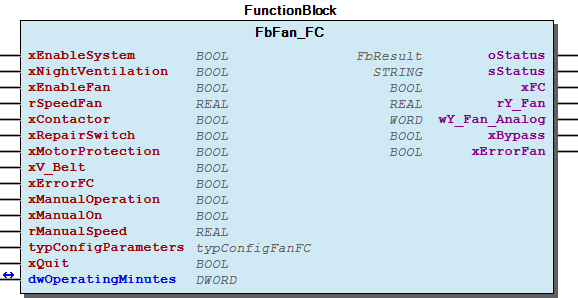 FunctionBlock
FbFan_FC
xEnableSystem BOOL FbResult oStatus
xNightVentilation BOOL STRING sStatus
xEnableFan BOOL BOOL xFC
rSpeedFan REAL REAL rY_Fan
xContactor BOOL WORD wY_Fan_Analog
xRepairSwitch BOOL BOOL xBypass
xMotorProtection BOOL BOOL xErrorFan
xV_Belt BOOL
xErrorFC BOOL
xManualOperation BOOL
xManualOn BOOL
rManualSpeed REAL
typConfigParameters typConfigFanFC
xQuit BOOL
dwOperatingMinutes DWORD